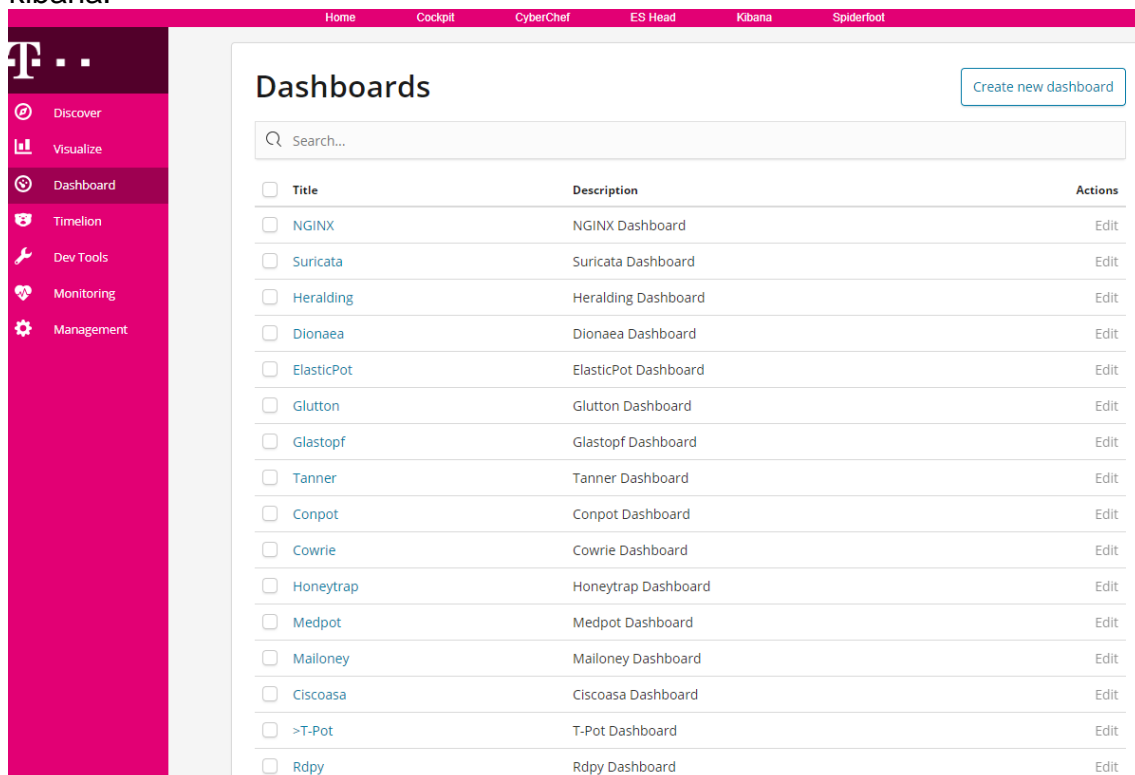 kibana.
Home Cockpit CyberChef ES Head Kibana Spiderfoot
T
Dashboards
Create new dashboard
Discover
Search...
Visualize
Dashboard
Title Description Actions
Timelion
NGINX NGINX Dashboard Edit
Dev Tools
Suricata Suricata Dashboard Edit
Monitoring
Heralding Heralding Dashboard Edit
Management
Dionaea Dionaea Dashboard Edit
ElasticPot ElasticPot Dashboard Edit
Glutton Glutton Dashboard Edit
Glastopf Glastopf Dashboard Edit
Tanner Tanner Dashboard Edit
Conpot Conpot Dashboard Edit
Cowrie Cowrie Dashboard Edit
Honeytrap Honeytrap Dashboard Edit
Medpot Medpot Dashboard Edit
Mailoney Mailoney Dashboard Edit
Ciscoasa Ciscoasa Dashboard Edit
>T-Pot T-Pot Dashboard Edit
Rdpy Rdpy Dashboard Edit